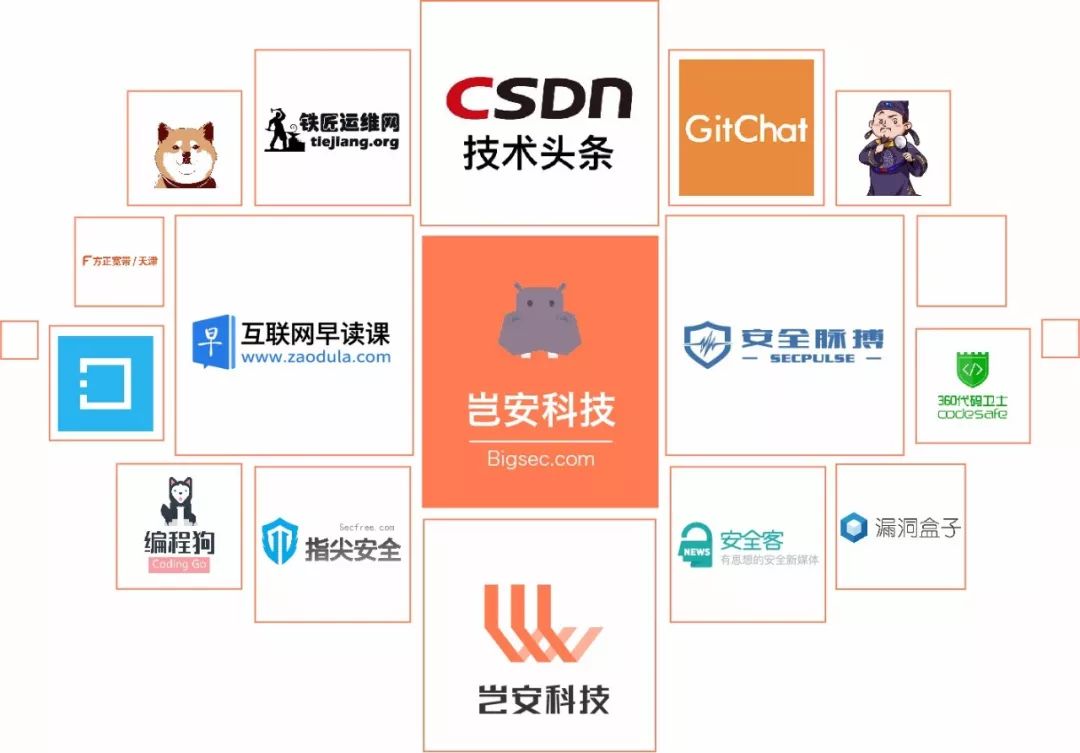 CSDN
技术头条
铁匠运维网
tiejiang.org
GitChat
F方正宽带/天津
互联网早读课
www.zaodula.com
早
岂安科技
Bigsec.com
安全脉搏
SECPULSE
360代码卫士
codesafe
编程狗
Coding Go
Secfree.com
指尖安全
NEWS
安全客
有思想的安全新媒体
漏洞盒子
岂安科技